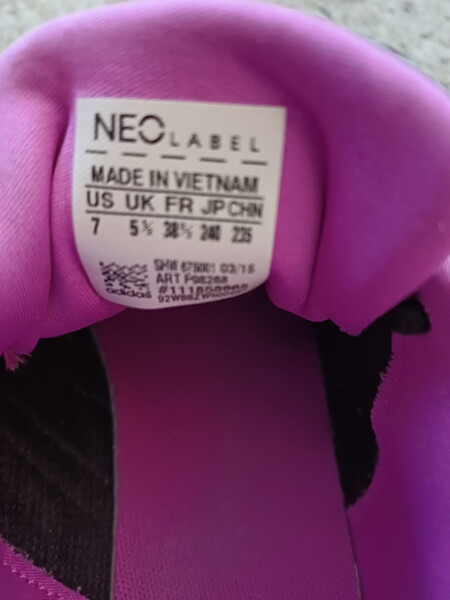 NEO LABEL
MADE IN VIETNAM
US UK FR JP CHN
7 5½ 38⅔ 240 235
SHW 675001 03/15
ART F98268
adidas